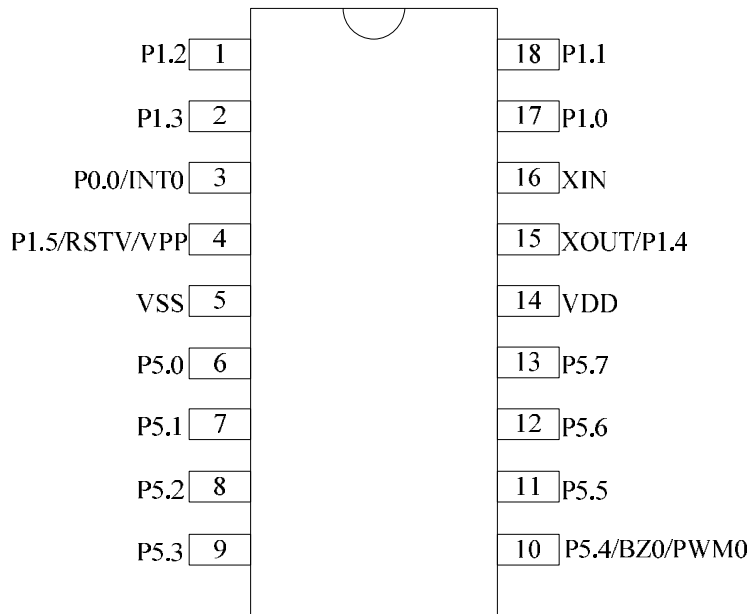 P1.2 1 18 P1.1
P1.3 2 17 P1.0
P0.0/INT0 3 16 XIN
P1.5/RSTV/VPP 4 15 XOUT/P1.4
VSS 5 14 VDD
P5.0 6 13 P5.7
P5.1 7 12 P5.6
P5.2 8 11 P5.5
P5.3 9 10 P5.4/BZ0/PWM0